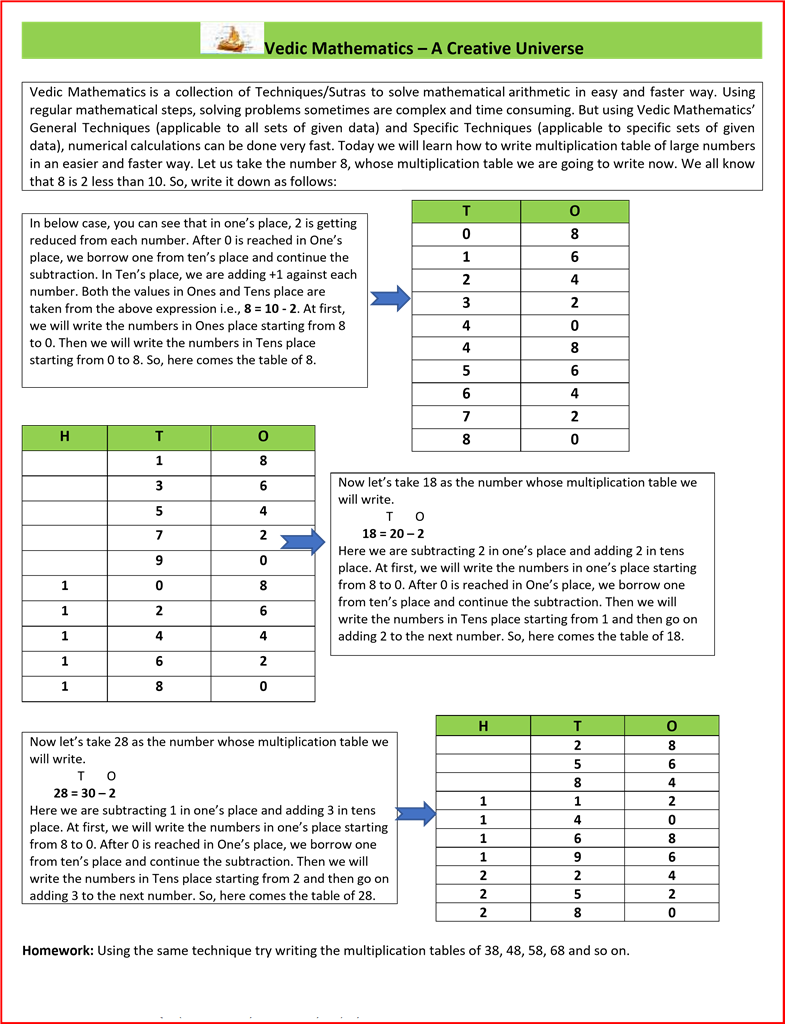 Vedic Mathematics – A Creative Universe
Vedic Mathematics is a collection of Techniques/Sutras to solve mathematical arithmetic in easy and faster way. Using
regular mathematical steps, solving problems sometimes are complex and time consuming. But using Vedic Mathematics’
General Techniques (applicable to all sets of given data) and Specific Techniques (applicable to specific sets of given
data), numerical calculations can be done very fast. Today we will learn how to write multiplication table of large numbers
in an easier and faster way. Let us take the number 8, whose multiplication table we are going to write now. We all know
that 8 is 2 less than 10. So, write it down as follows:
In below case, you can see that in one’s place, 2 is getting
reduced from each number. After 0 is reached in One’s
place, we borrow one from ten’s place and continue the
subtraction. In Ten’s place, we are adding +1 against each
number. Both the values in Ones and Tens place are
taken from the above expression i.e., 8 = 10 - 2. At first,
we will write the numbers in Ones place starting from 8
to 0. Then we will write the numbers in Tens place
starting from 0 to 8. So, here comes the table of 8.
T O
0 8
1 6
2 4
3 2
4 0
4 8
5 6
6 4
7 2
8 0
H T O
1 8
3 6
5 4
7 2
9 0
1 0 8
1 2 6
1 4 4
1 6 2
1 8 0
Now let’s take 18 as the number whose multiplication table we
will write.
T O
18 = 20 – 2
Here we are subtracting 2 in one’s place and adding 2 in tens
place. At first, we will write the numbers in one’s place starting
from 8 to 0. After 0 is reached in One’s place, we borrow one
from ten’s place and continue the subtraction. Then we will
write the numbers in Tens place starting from 1 and then go on
adding 2 to the next number. So, here comes the table of 18.
Now let’s take 28 as the number whose multiplication table we
will write.
T O
28 = 30 – 2
Here we are subtracting 1 in one’s place and adding 3 in tens
place. At first, we will write the numbers in one’s place starting
from 8 to 0. After 0 is reached in One’s place, we borrow one
from ten’s place and continue the subtraction. Then we will
write the numbers in Tens place starting from 2 and then go on
adding 3 to the next number. So, here comes the table of 28.
H T O
2 8
5 6
8 4
1 1 2
1 4 0
1 6 8
1 9 6
2 2 4
2 5 2
2 8 0
Homework: Using the same technique try writing the multiplication tables of 38, 48, 58, 68 and so on.